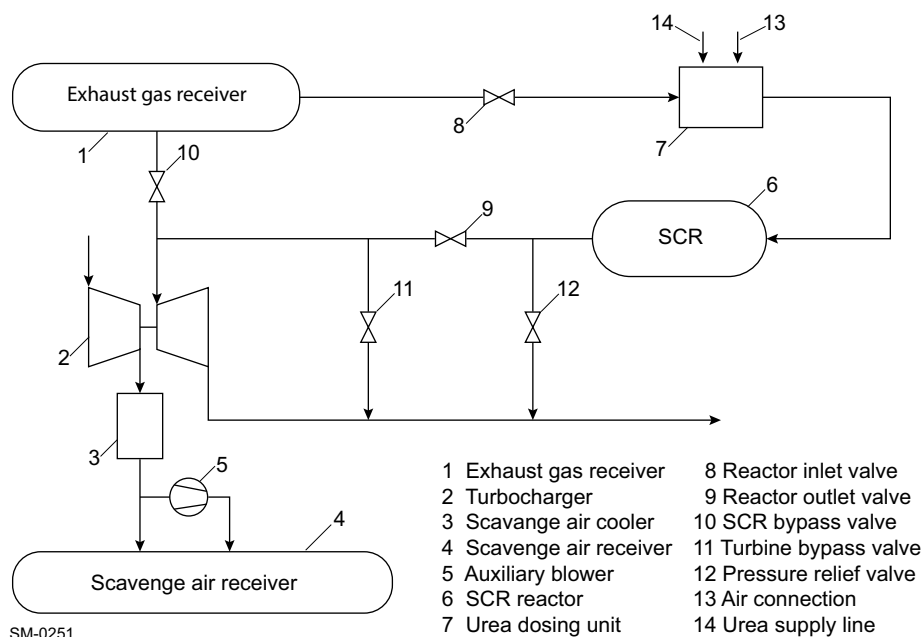 14 13
Exhaust gas receiver
1
8
7
10
6
9
SCR
11
12
2
3
5
4
Scavenge air receiver
1 Exhaust gas receiver
2 Turbocharger
3 Scavange air cooler
4 Scavenge air receiver
5 Auxiliary blower
6 SCR reactor
7 Urea dosing unit
8 Reactor inlet valve
9 Reactor outlet valve
10 SCR bypass valve
11 Turbine bypass valve
12 Pressure relief valve
13 Air connection
14 Urea supply line
SM-0251